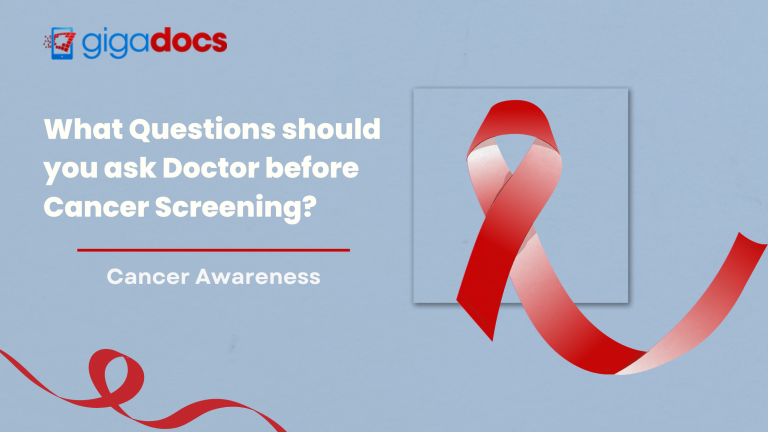 gigadocs
What Questions should
you ask Doctor before
Cancer Screening?
Cancer Awareness